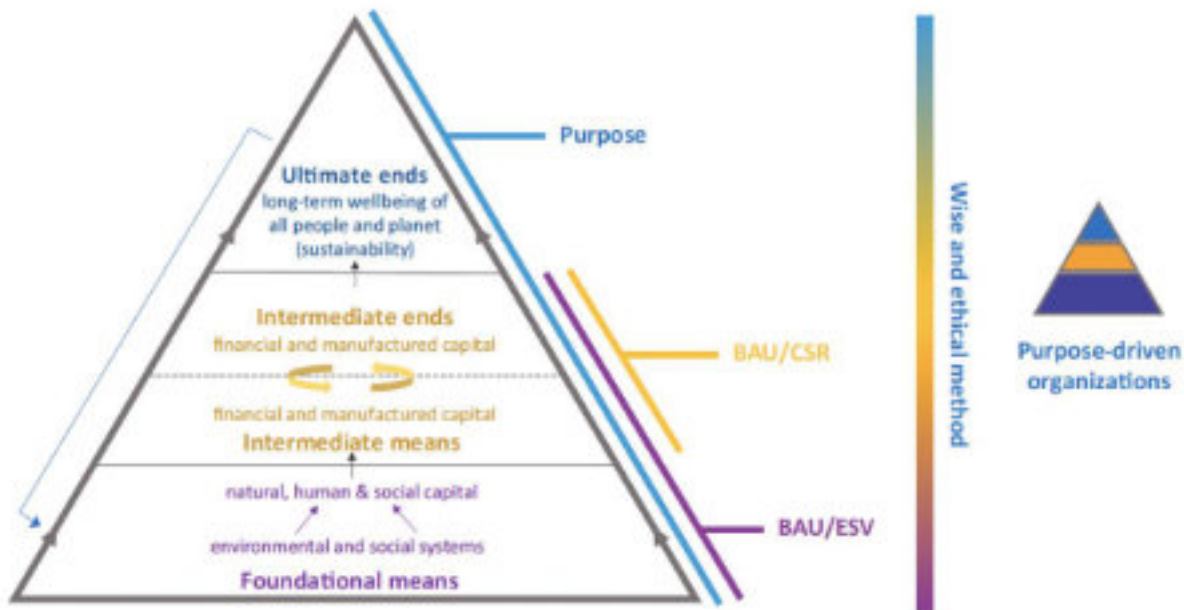 Purpose
Ultimate ends
long-term wellbeing of
all people and planet
(sustainability)
Intermediate ends
financial and manufactured capital
BAU/CSR
financial and manufactured capital
Intermediate means
natural, human & social capital
BAU/ESV
environmental and social systems
Foundational means
Wise and ethical method
Purpose-driven
organizations